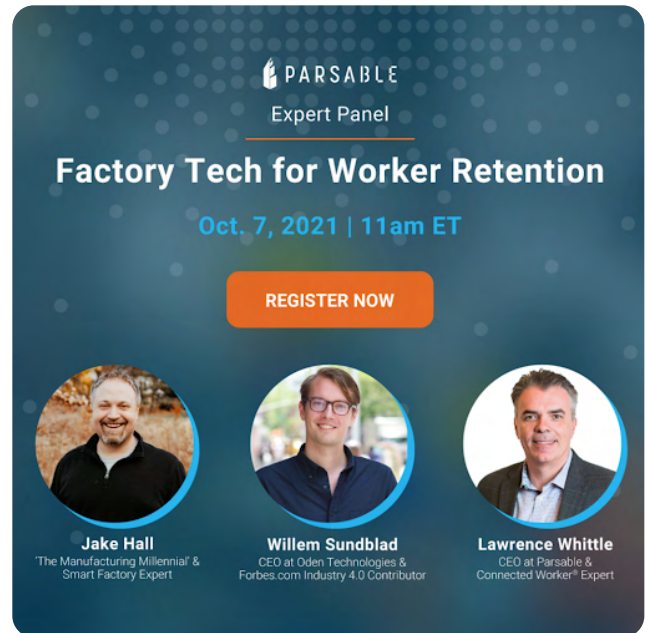 PARSABLE
Expert Panel
Factory Tech for Worker Retention
Oct. 7, 2021 | 11am ET
REGISTER NOW
Jake Hall
'The Manufacturing Millennial' &
Smart Factory Expert
Willem Sundblad
CEO at Oden Technologies &
Forbes.com Industry 4.0 Contributor
Lawrence Whittle
CEO at Parsable &
Connected Worker® Expert